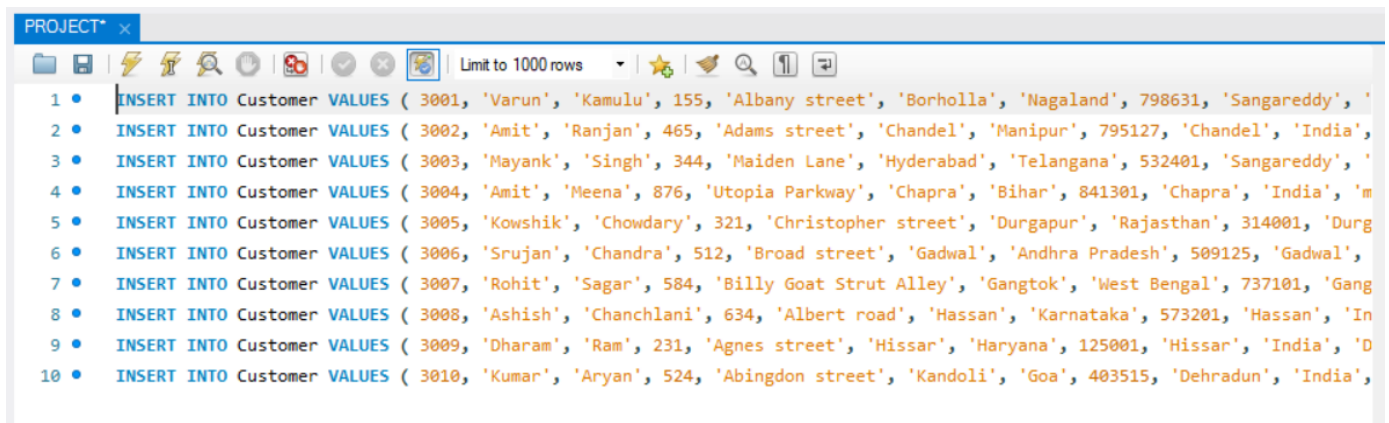 PROJECT* ×
Limit to 1000 rows
1 INSERT INTO Customer VALUES ( 3001, 'Varun', 'Kamulu', 155, 'Albany street', 'Borholla', 'Nagaland', 798631, 'Sangareddy', '
2 INSERT INTO Customer VALUES ( 3002, 'Amit', 'Ranjan', 465, 'Adams street', 'Chandel', 'Manipur', 795127, 'Chandel', 'India',
3 INSERT INTO Customer VALUES ( 3003, 'Mayank', 'Singh', 344, 'Maiden Lane', 'Hyderabad', 'Telangana', 532401, 'Sangareddy', '
4 INSERT INTO Customer VALUES ( 3004, 'Amit', 'Meena', 876, 'Utopia Parkway', 'Chapra', 'Bihar', 841301, 'Chapra', 'India', 'm
5 INSERT INTO Customer VALUES ( 3005, 'Kowshik', 'Chowdary', 321, 'Christopher street', 'Durgapur', 'Rajasthan', 314001, 'Durg
6 INSERT INTO Customer VALUES ( 3006, 'Srujan', 'Chandra', 512, 'Broad street', 'Gadwal', 'Andhra Pradesh', 509125, 'Gadwal',
7 INSERT INTO Customer VALUES ( 3007, 'Rohit', 'Sagar', 584, 'Billy Goat Strut Alley', 'Gangtok', 'West Bengal', 737101, 'Gang
8 INSERT INTO Customer VALUES ( 3008, 'Ashish', 'Chanchlani', 634, 'Albert road', 'Hassan', 'Karnataka', 573201, 'Hassan', 'In
9 INSERT INTO Customer VALUES ( 3009, 'Dharam', 'Ram', 231, 'Agnes street', 'Hissar', 'Haryana', 125001, 'Hissar', 'India', 'D
10 INSERT INTO Customer VALUES ( 3010, 'Kumar', 'Aryan', 524, 'Abingdon street', 'Kandoli', 'Goa', 403515, 'Dehradun', 'India',